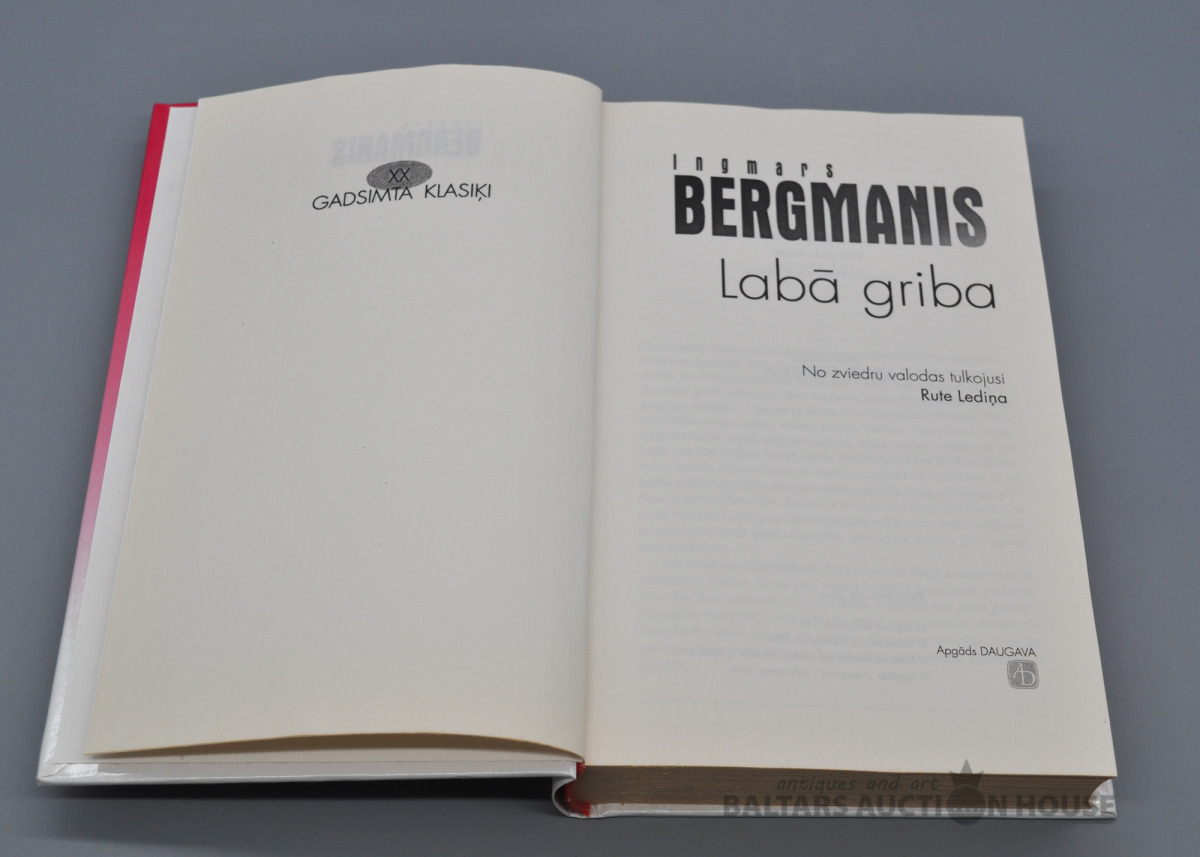 XX
GADSIMTA KLASIĶI
Ingmars
BERGMANIS
Labā griba
No zviedru valodas tulkojusi
Rute Lediņa
Apgāds DAUGAVA
AD
antiques and art
BALTARS AUCTION HOUSE